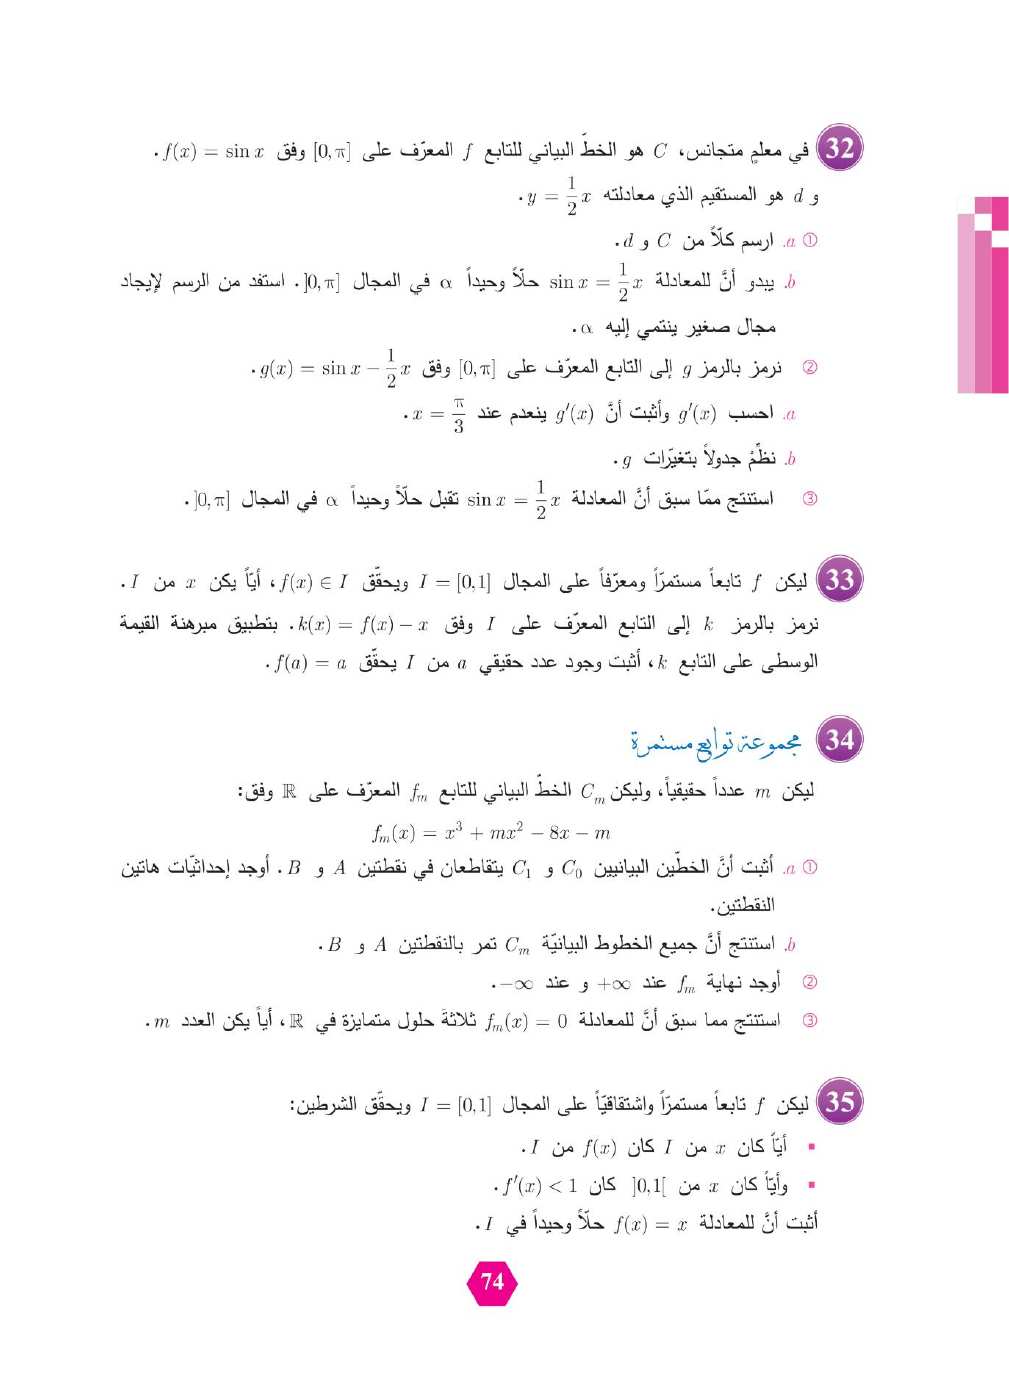 32 في معلمٍ متجانس، C هو الخطّ البياني للتابع f المعرّف على [0,π] وفق f(x) = sin x.
و d هو المستقيم الذي معادلته y = 1/2 x.
① a. ارسم كلّاً من C و d.
b. يبدو أنَّ للمعادلة sin x = 1/2 x حلّاً وحيداً α في المجال ]0,π]. استفد من الرسم لإيجاد
مجال صغير ينتمي إليه α.
② نرمز بالرمز g إلى التابع المعرّف على [0,π] وفق g(x) = sin x − 1/2 x.
a. احسب g′(x) وأثبت أنَّ g′(x) ينعدم عند x = π/3.
b. نظّمْ جدولاً بتغيّرات g.
③ استنتج ممّا سبق أنَّ المعادلة sin x = 1/2 x تقبل حلّاً وحيداً α في المجال ]0,π].
33 ليكن f تابعاً مستمرّاً ومعرّفاً على المجال I = [0,1] ويحقّق f(x) ∈ I، أيّاً يكن x من I.
نرمز بالرمز k إلى التابع المعرّف على I وفق k(x) = f(x) − x. بتطبيق مبرهنة القيمة
الوسطى على التابع k، أثبت وجود عدد حقيقي a من I يحقّق f(a) = a.
34 مجموعة توابع مستمرة
ليكن m عدداً حقيقياً، وليكن C_m الخطّ البياني للتابع f_m المعرّف على ℝ وفق:
f_m(x) = x³ + mx² − 8x − m
① a. أثبت أنَّ الخطّين البيانيين C₀ و C₁ يتقاطعان في نقطتين A و B. أوجد إحداثيّات هاتين
النقطتين.
b. استنتج أنَّ جميع الخطوط البيانيّة C_m تمر بالنقطتين A و B.
② أوجد نهاية f_m عند +∞ و عند −∞.
③ استنتج مما سبق أنَّ للمعادلة f_m(x) = 0 ثلاثةَ حلول متمايزة في ℝ، أياً يكن العدد m.
35 ليكن f تابعاً مستمرّاً واشتقاقيّاً على المجال I = [0,1] ويحقّق الشرطين:
▪ أيّاً كان x من I كان f(x) من I.
▪ وأيّاً كان x من ]0,1[ كان f′(x) < 1.
أثبت أنَّ للمعادلة f(x) = x حلّاً وحيداً في I.
74